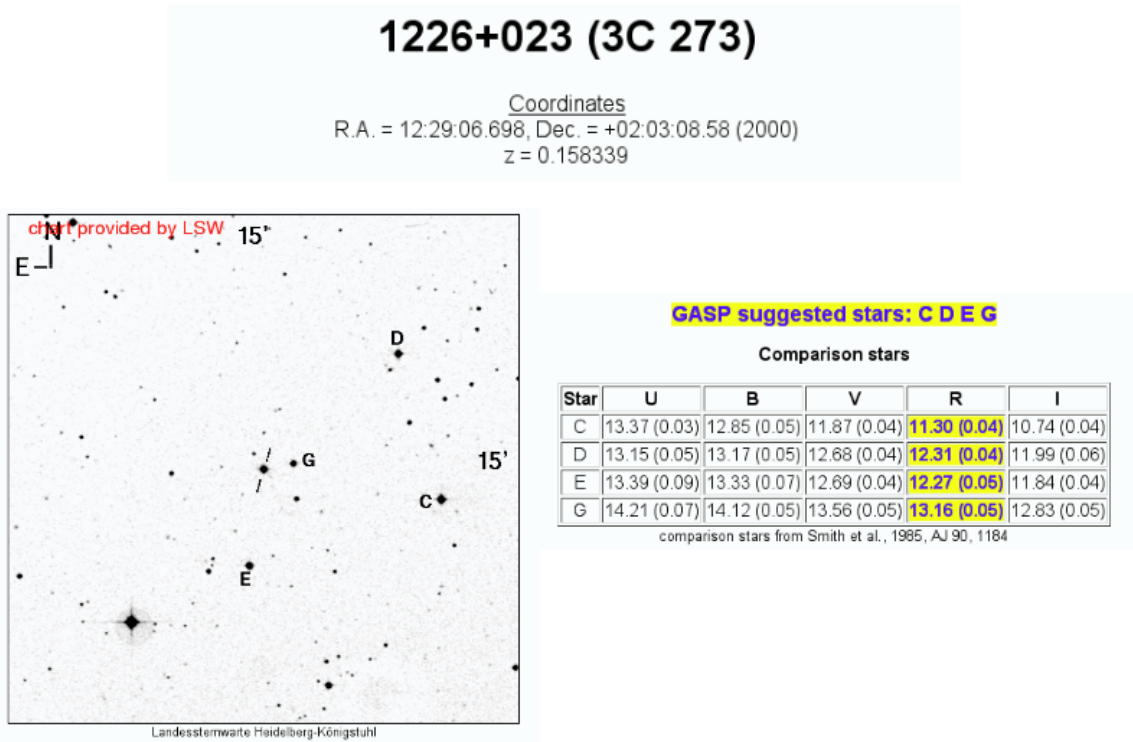 1226+023 (3C 273)
Coordinates
R.A. = 12:29:06.698, Dec. = +02:03:08.58 (2000)
z = 0.158339
chart provided by LSW
N
E
15'
D
G
15'
C
E
Landessternwarte Heidelberg-Königstuhl
GASP suggested stars: C D E G
Comparison stars
Star U B V R I
C 13.37 (0.03) 12.85 (0.05) 11.87 (0.04) 11.30 (0.04) 10.74 (0.04)
D 13.15 (0.05) 13.17 (0.05) 12.68 (0.04) 12.31 (0.04) 11.99 (0.06)
E 13.39 (0.09) 13.33 (0.07) 12.69 (0.04) 12.27 (0.05) 11.84 (0.04)
G 14.21 (0.07) 14.12 (0.05) 13.56 (0.05) 13.16 (0.05) 12.83 (0.05)
comparison stars from Smith et al., 1985, AJ 90, 1184